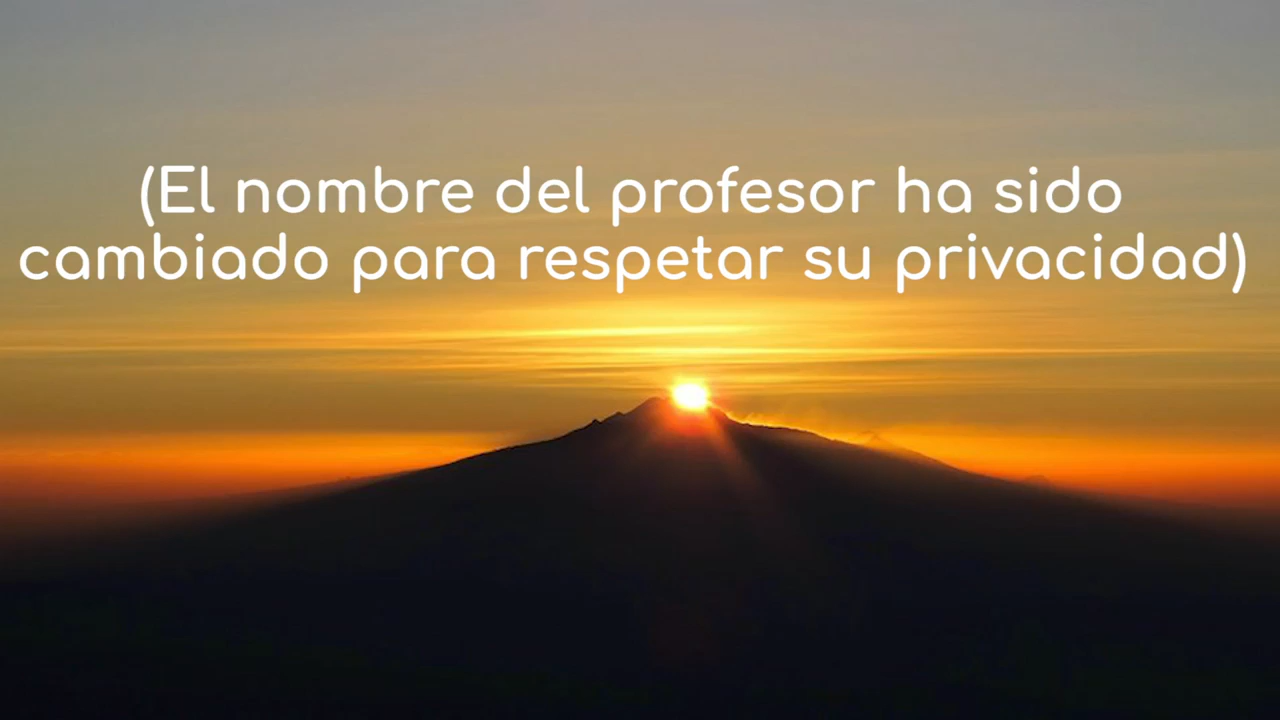 (El nombre del profesor ha sido
cambiado para respetar su privacidad)